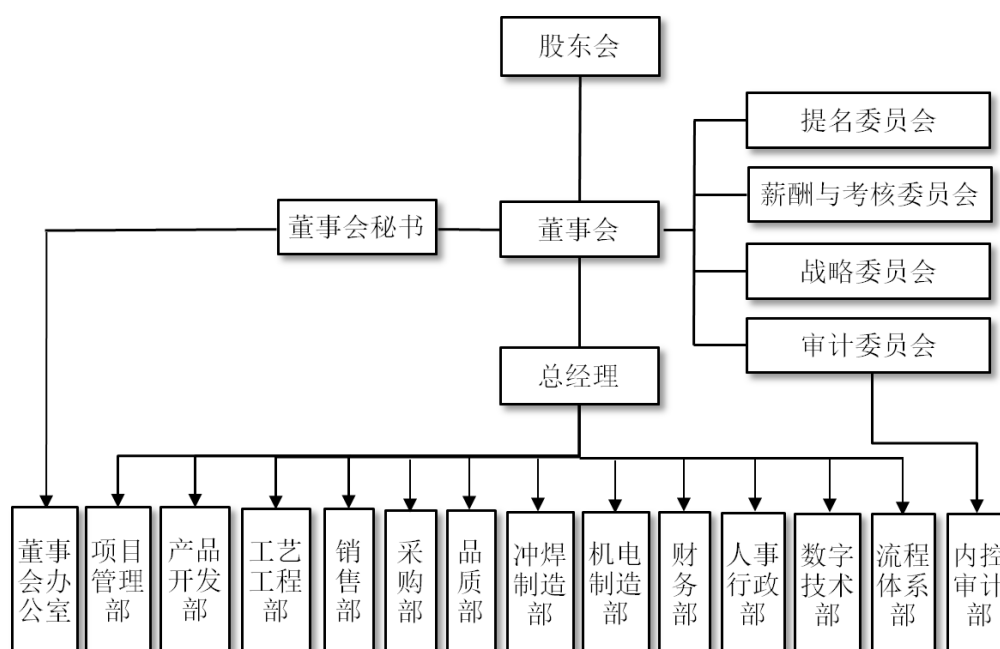 股东会
提名委员会
薪酬与考核委员会
董事会秘书
董事会
战略委员会
审计委员会
总经理
董事
会办
公室
项目
管理
部
产品
开发
部
工艺
工程
部
销
售
部
采
购
部
品
质
部
冲焊
制造
部
机电
制造
部
财
务
部
人事
行政
部
数字
技术
部
流程
体系
部
内控
审计
部